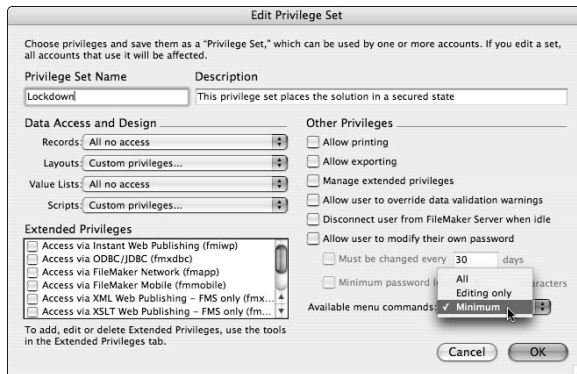 Edit Privilege Set
Choose privileges and save them as a “Privilege Set,” which can be used by one or more accounts. If you edit a set,
all accounts that use it will be affected.
Privilege Set Name
Description
Lockdown
This privilege set places the solution in a secured state
Data Access and Design
Records: All no access
Layouts: Custom privileges...
Value Lists: All no access
Scripts: Custom privileges...
Extended Privileges
Access via Instant Web Publishing (fmiwp)
Access via ODBC/JDBC (fmxdbc)
Access via FileMaker Network (fmapp)
Access via FileMaker Mobile (fmmobile)
Access via XML Web Publishing - FMS only (fmx...
Access via XSLT Web Publishing - FMS only (fmx...
To add, edit or delete Extended Privileges, use the tools
in the Extended Privileges tab.
Other Privileges
Allow printing
Allow exporting
Manage extended privileges
Allow user to override data validation warnings
Disconnect user from FileMaker Server when idle
Allow user to modify their own password
Must be changed every 30 days
Minimum password
Available menu commands:
All
Editing only
✓ Minimum
Cancel
OK